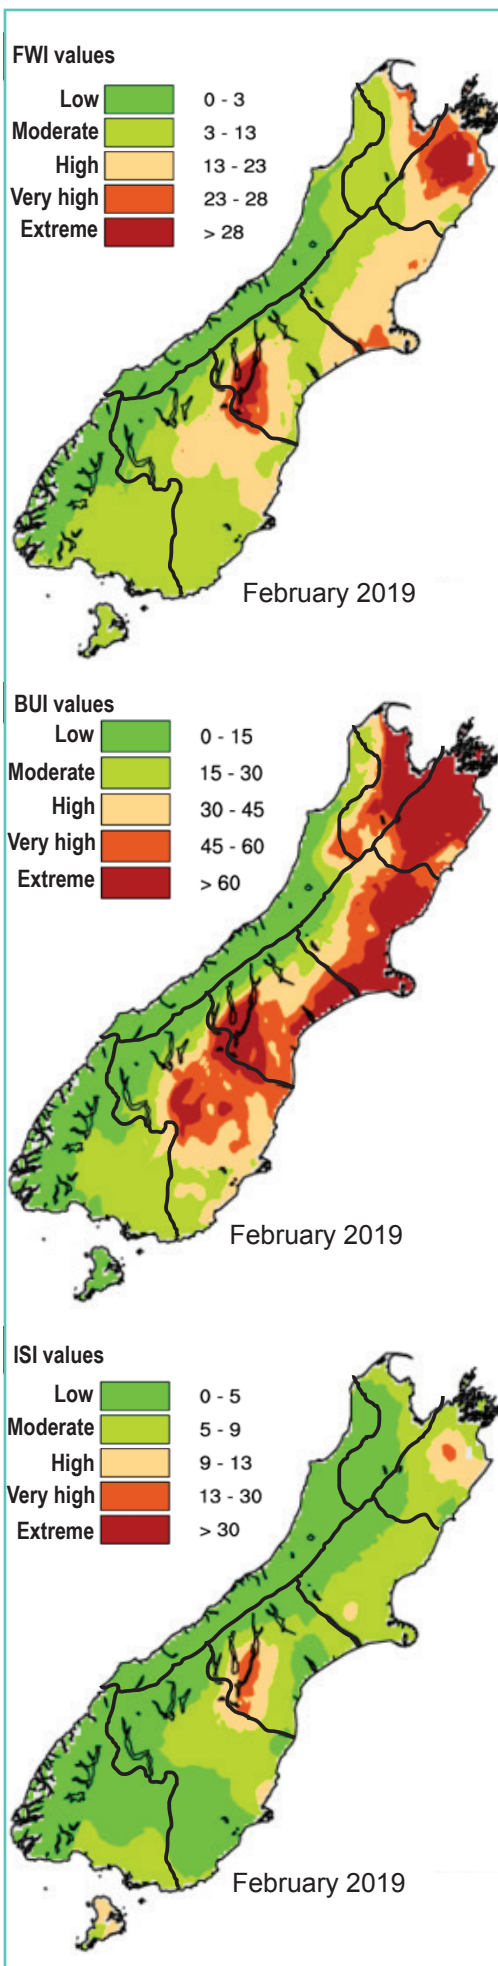 FWI values
Low 0 - 3
Moderate 3 - 13
High 13 - 23
Very high 23 - 28
Extreme > 28
February 2019
BUI values
Low 0 - 15
Moderate 15 - 30
High 30 - 45
Very high 45 - 60
Extreme > 60
February 2019
ISI values
Low 0 - 5
Moderate 5 - 9
High 9 - 13
Very high 13 - 30
Extreme > 30
February 2019